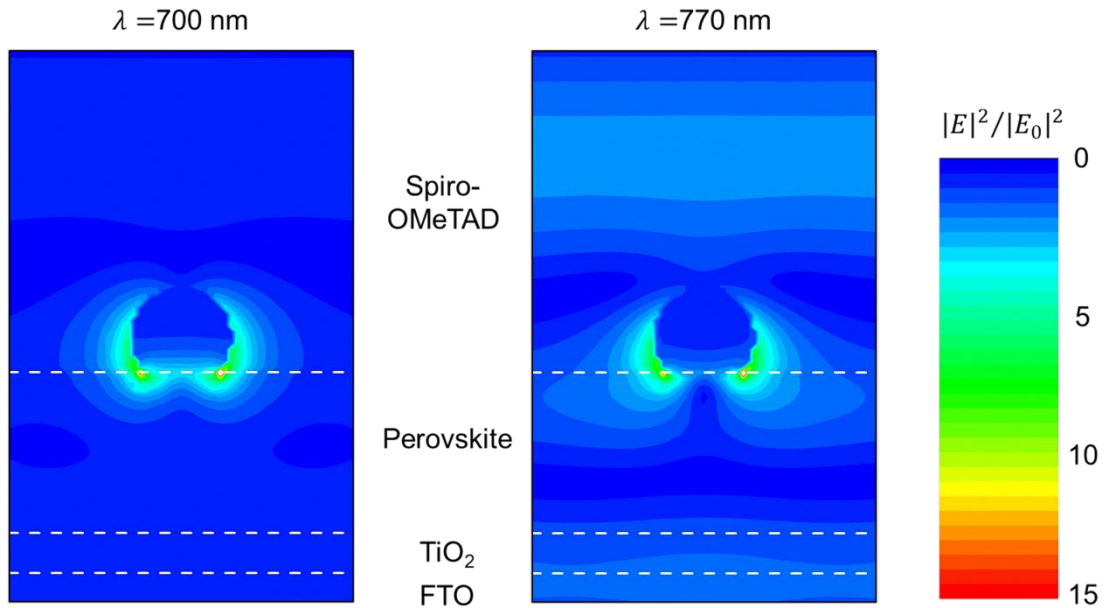 λ =700 nm
λ =770 nm
|E|²/|E₀|²
0
5
10
15
Spiro-
OMeTAD
Perovskite
TiO₂
FTO